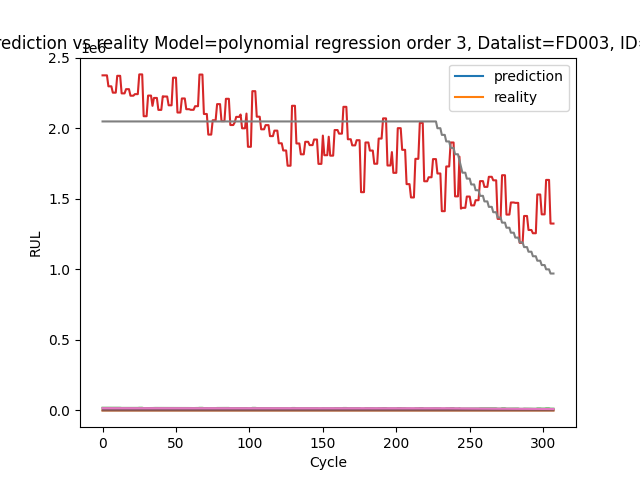 rediction vs reality Model=polynomial regression order 3, Datalist=FD003, ID=
1e6
2.5
2.0
1.5
1.0
0.5
0.0
RUL
prediction
reality
0 50 100 150 200 250 300
Cycle